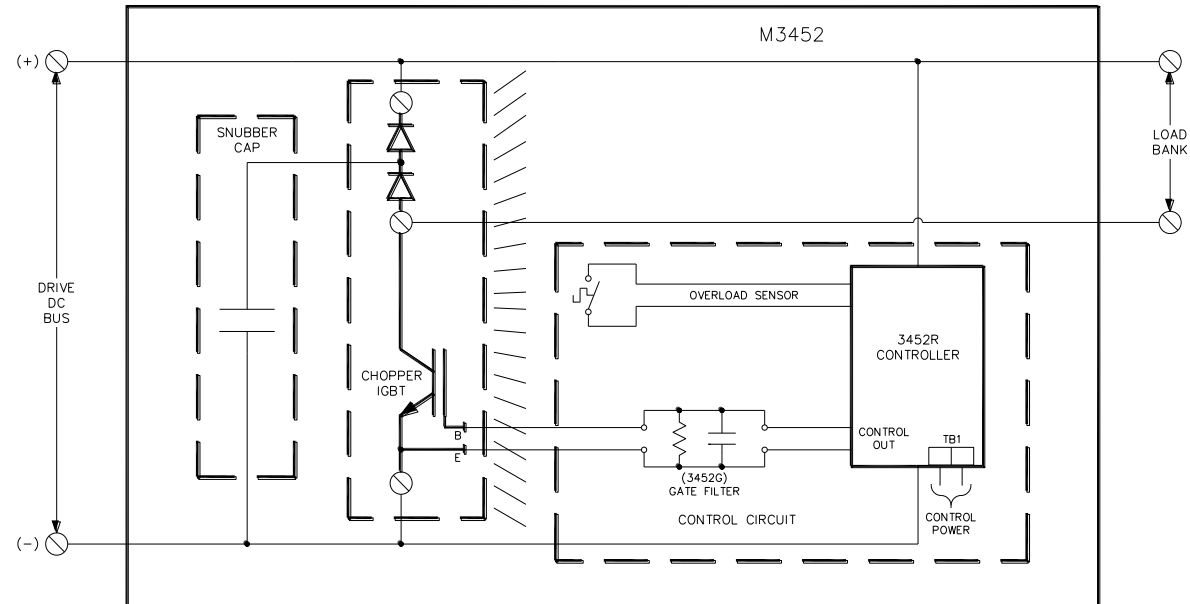 M3452
(+)
SNUBBER
CAP
LOAD
BANK
DRIVE
DC
BUS
OVERLOAD SENSOR
3452R
CONTROLLER
CHOPPER
IGBT
B
E
CONTROL
OUT
TB1
(3452G)
GATE FILTER
CONTROL CIRCUIT
CONTROL
POWER
(-)